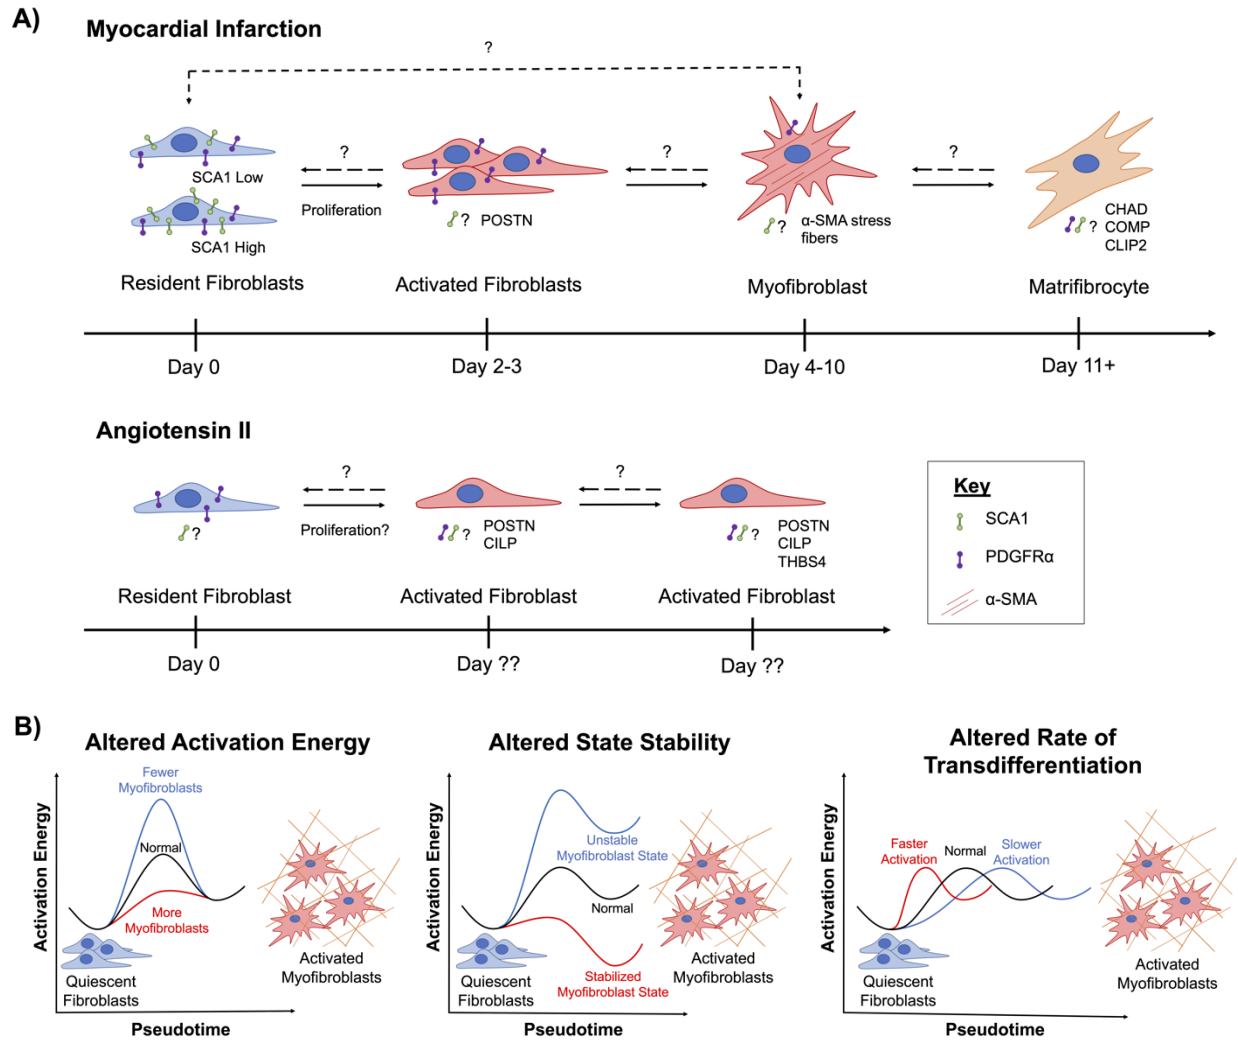 A)
Myocardial Infarction
?
SCA1 Low
SCA1 High
?
Proliferation
? POSTN
?
? α-SMA stress
fibers
?
? CHAD
COMP
CLIP2
Resident Fibroblasts
Activated Fibroblasts
Myofibroblast
Matrifibrocyte
Day 0
Day 2-3
Day 4-10
Day 11+
Angiotensin II
?
?
Proliferation?
? POSTN
CILP
?
? POSTN
CILP
THBS4
Resident Fibroblast
Activated Fibroblast
Activated Fibroblast
Day 0
Day ??
Day ??
Key
SCA1
PDGFRα
α-SMA
B)
Altered Activation Energy
Activation Energy
Fewer
Myofibroblasts
Normal
More
Myofibroblasts
Quiescent
Fibroblasts
Activated
Myofibroblasts
Pseudotime
Altered State Stability
Activation Energy
Unstable
Myofibroblast State
Normal
Stabilized
Myofibroblast State
Quiescent
Fibroblasts
Activated
Myofibroblasts
Pseudotime
Altered Rate of
Transdifferentiation
Activation Energy
Faster
Activation
Normal
Slower
Activation
Quiescent
Fibroblasts
Activated
Myofibroblasts
Pseudotime